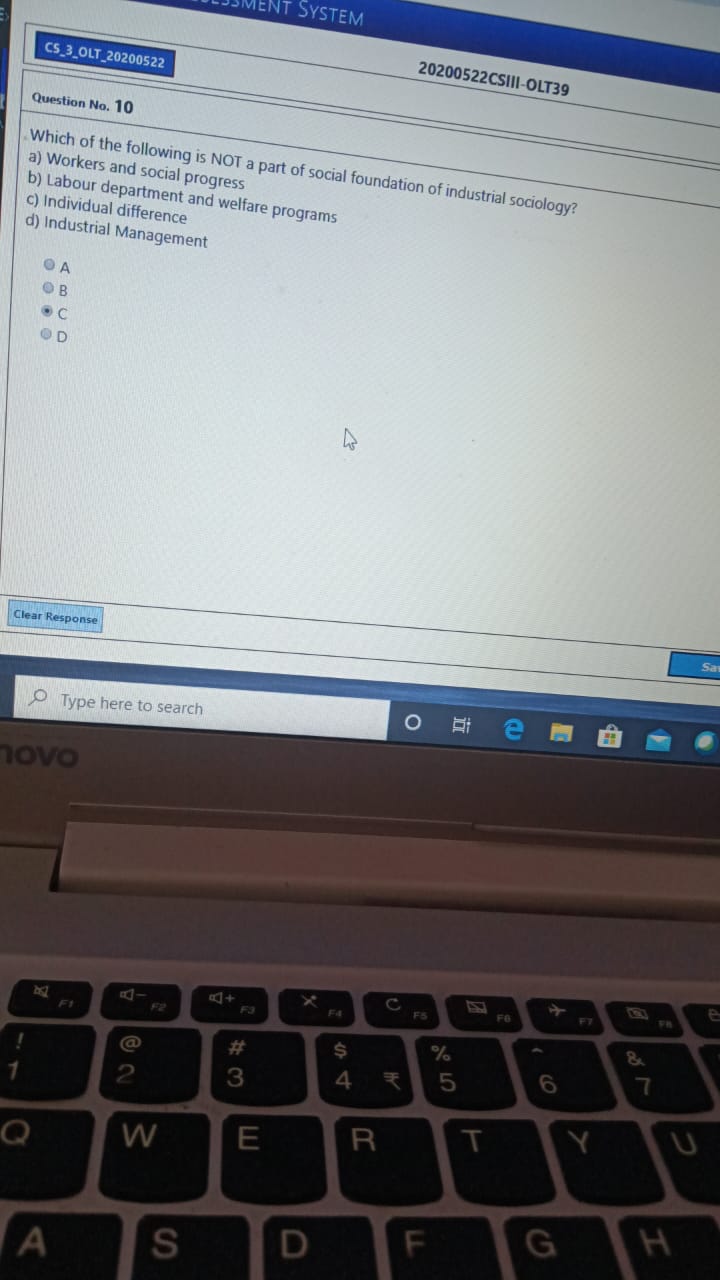 SYSTEM
CS_3_OLT_20200522
20200522CSIII-OLT39
Question No. 10
Which of the following is NOT a part of social foundation of industrial sociology?
a) Workers and social progress
b) Labour department and welfare programs
c) Individual difference
d) Industrial Management
A
B
C
D
Clear Response
Type here to search
F1 F2 F3 F4 F5 F6 F7 F8
! @ # $ % ^ &
1 2 3 4 ₹ 5 6 7
Q W E R T Y U
A S D F G H